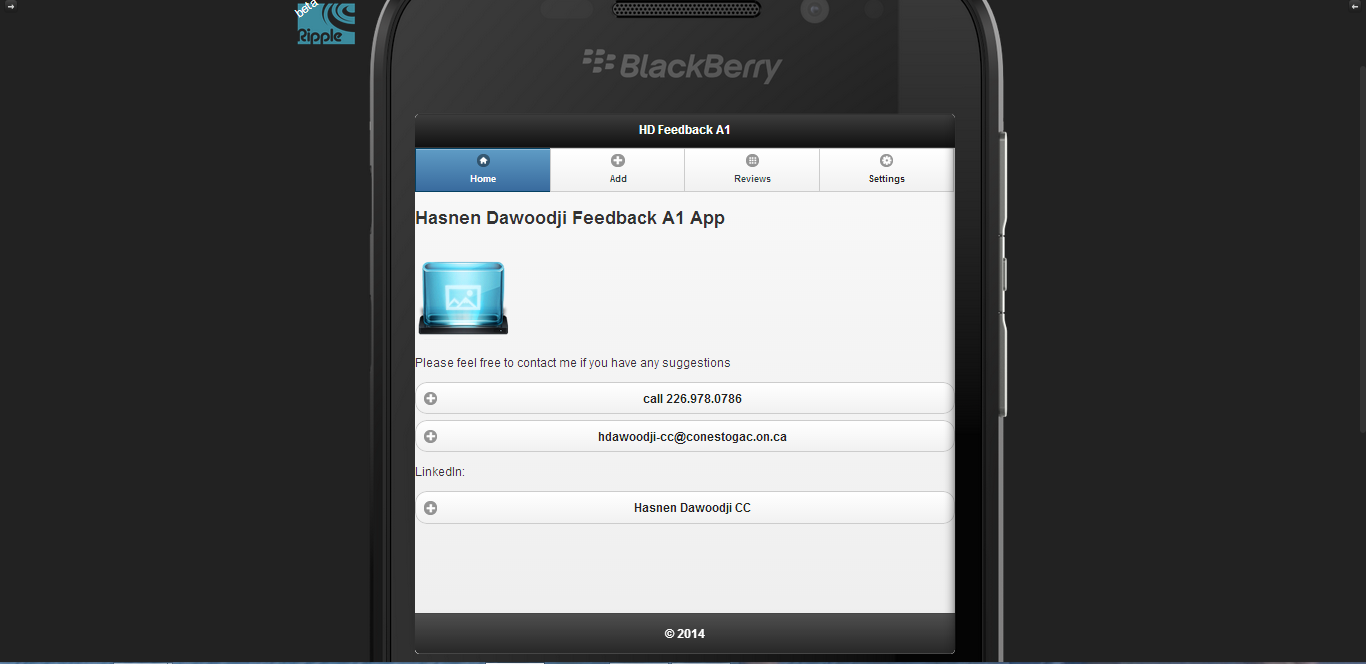 beta
Ripple
BlackBerry
HD Feedback A1
Home
Add
Reviews
Settings
Hasnen Dawoodji Feedback A1 App
Please feel free to contact me if you have any suggestions
call 226.978.0786
hdawoodji-cc@conestogac.on.ca
LinkedIn:
Hasnen Dawoodji CC
© 2014